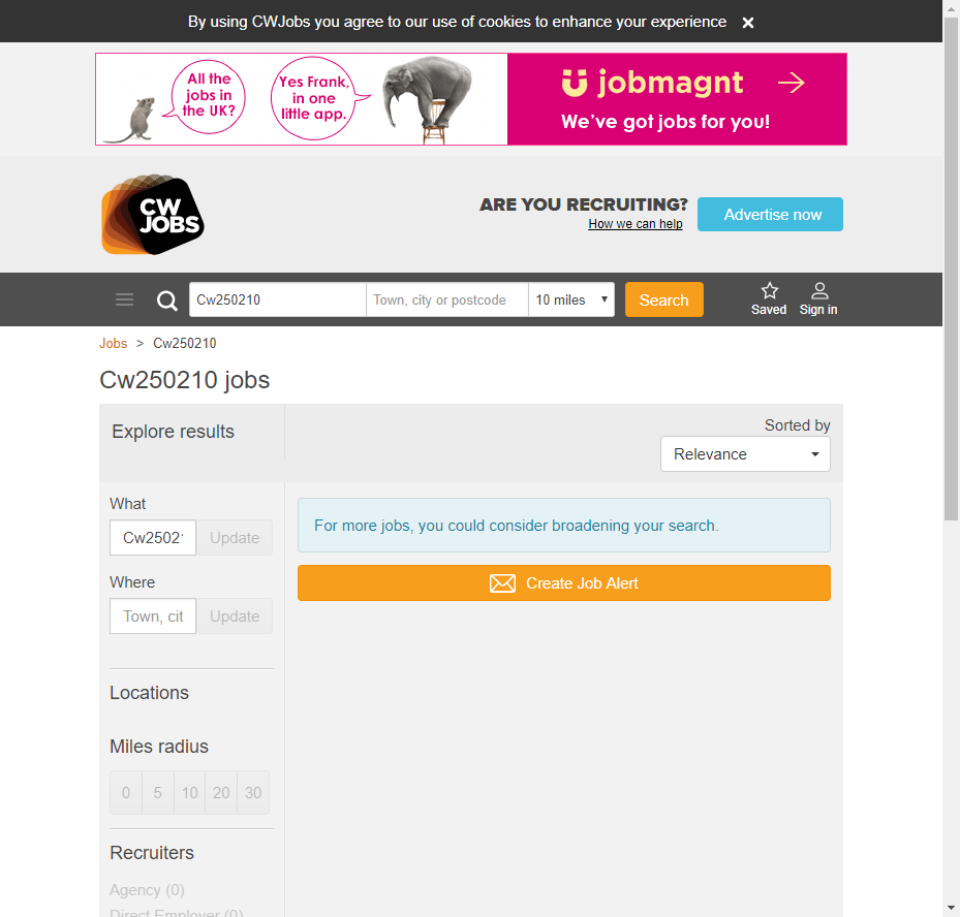 By using CWJobs you agree to our use of cookies to enhance your experience ×
All the
jobs in
the UK?
Yes Frank,
in one
little app.
jobmagnt
We've got jobs for you!
CW
JOBS
ARE YOU RECRUITING?
How we can help
Advertise now
Cw250210
Town, city or postcode
10 miles
Search
Saved
Sign in
Jobs > Cw250210
Cw250210 jobs
Explore results
Sorted by
Relevance
What
Cw2502
Update
Where
Town, cit
Update
For more jobs, you could consider broadening your search.
Create Job Alert
Locations
Miles radius
0 5 10 20 30
Recruiters
Agency (0)
Direct Employer (0)